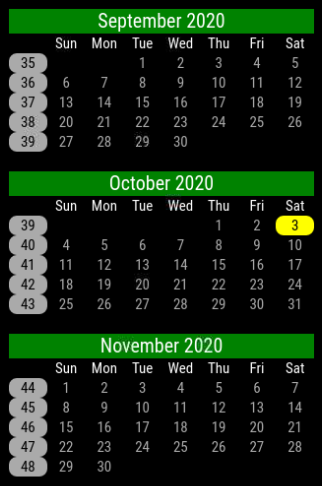 September 2020
Sun Mon Tue Wed Thu Fri Sat
35 1 2 3 4 5
36 6 7 8 9 10 11 12
37 13 14 15 16 17 18 19
38 20 21 22 23 24 25 26
39 27 28 29 30
October 2020
Sun Mon Tue Wed Thu Fri Sat
39 1 2 3
40 4 5 6 7 8 9 10
41 11 12 13 14 15 16 17
42 18 19 20 21 22 23 24
43 25 26 27 28 29 30 31
November 2020
Sun Mon Tue Wed Thu Fri Sat
44 1 2 3 4 5 6 7
45 8 9 10 11 12 13 14
46 15 16 17 18 19 20 21
47 22 23 24 25 26 27 28
48 29 30